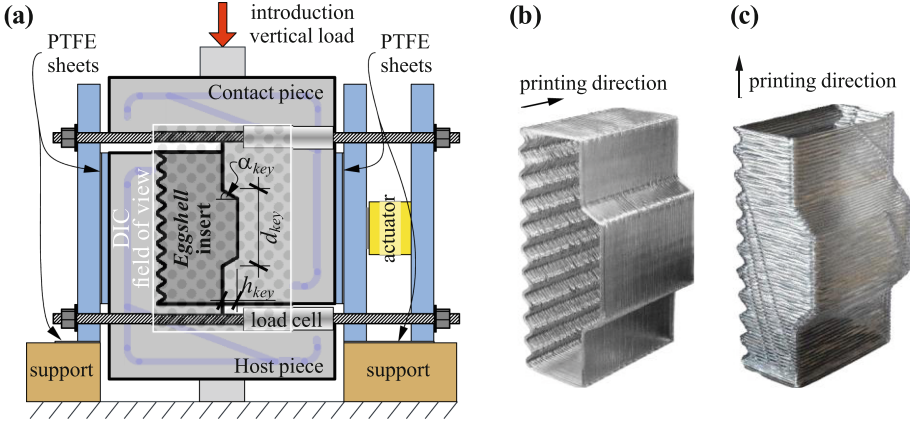 (a)
introduction
vertical load
PTFE
sheets
PTFE
sheets
Contact piece
α_key
d_key
h_key
DIC
field of view
Eggshell
insert
actuator
load cell
Host piece
support
support
(b)
printing direction
(c)
printing direction